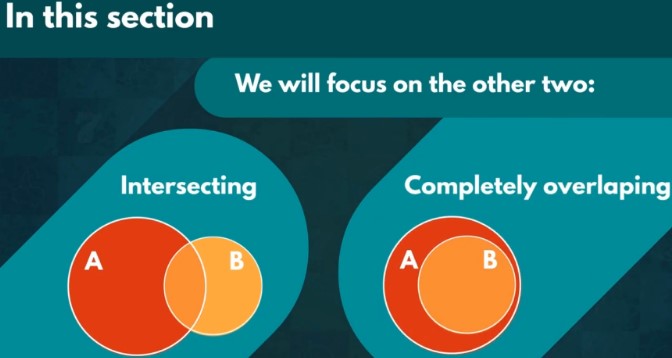 In this section
We will focus on the other two:
Intersecting
Completely overlaping
A
B
A
B